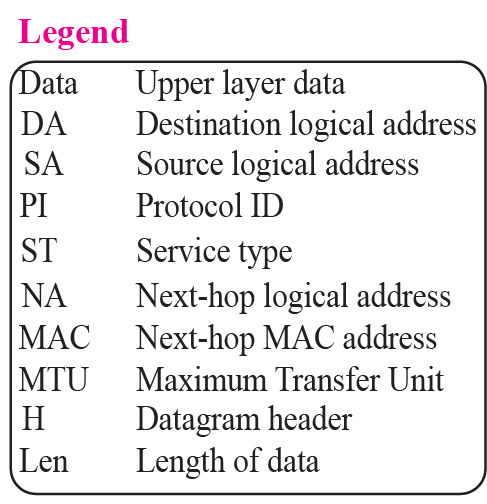 Legend
Data Upper layer data
DA Destination logical address
SA Source logical address
PI Protocol ID
ST Service type
NA Next-hop logical address
MAC Next-hop MAC address
MTU Maximum Transfer Unit
H Datagram header
Len Length of data